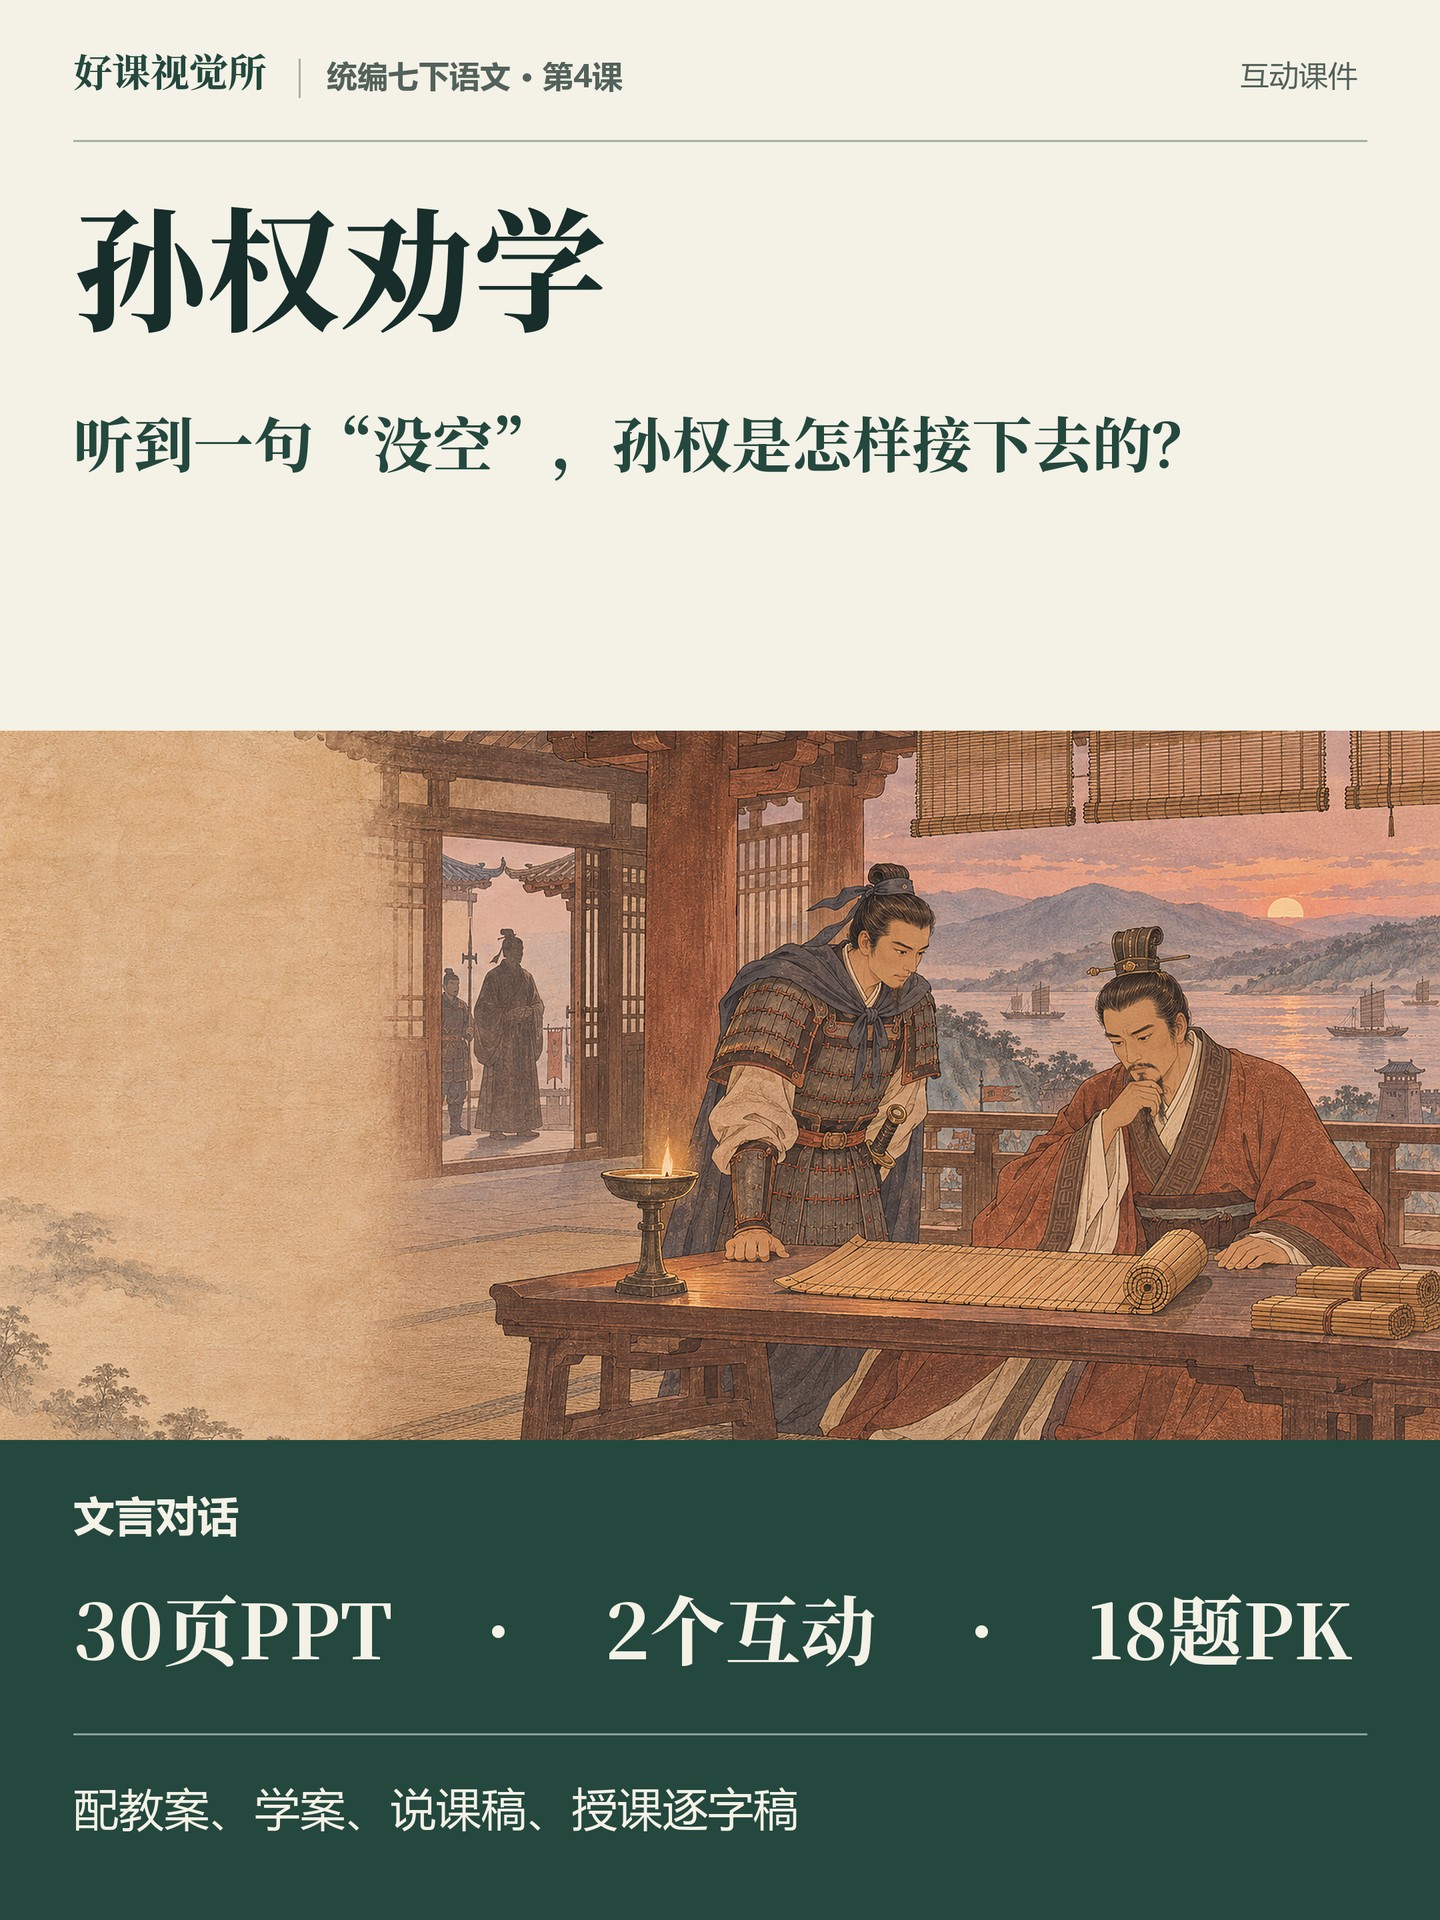 好课视觉所 | 统编七下语文·第4课
互动课件
孙权劝学
听到一句“没空”，孙权是怎样接下去的？
文言对话
30页PPT · 2个互动 · 18题PK
配教案、学案、说课稿、授课逐字稿